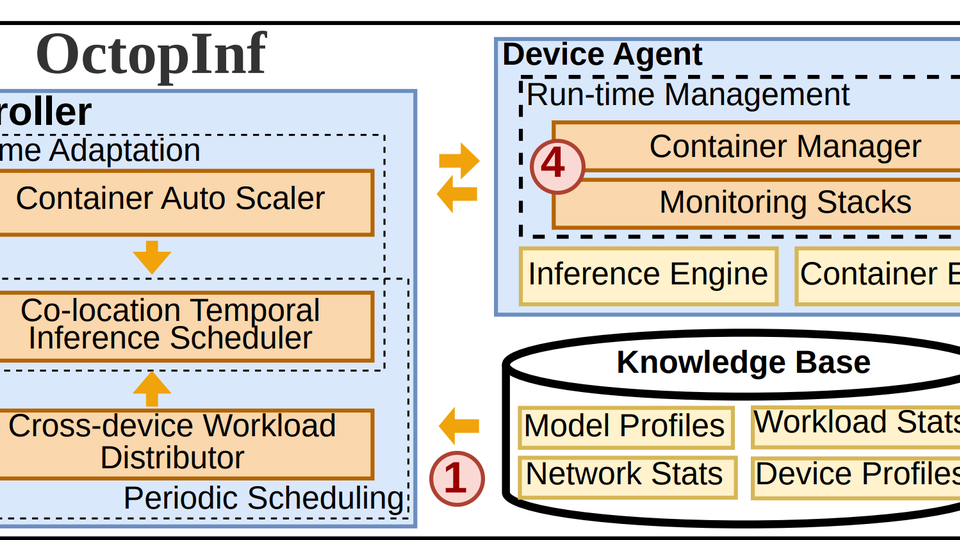 OctopInf
roller
me Adaptation
Container Auto Scaler
Co-location Temporal
Inference Scheduler
Cross-device Workload
Distributor
Periodic Scheduling
1
Device Agent
Run-time Management
4
Container Manager
Monitoring Stacks
Inference Engine
Container E
Knowledge Base
Model Profiles
Workload Stats
Network Stats
Device Profiles